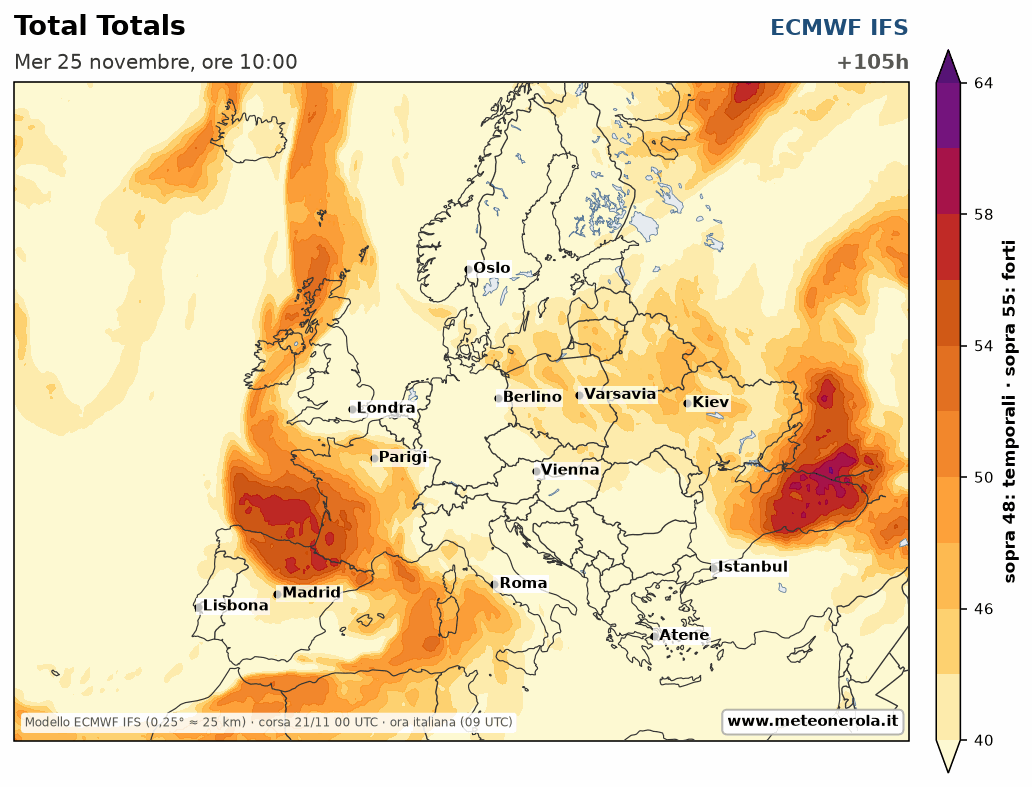 Total Totals
ECMWF IFS
Mer 25 novembre, ore 10:00
+105h
64
58
54
50
46
40
sopra 48: temporali · sopra 55: forti
Oslo
Berlino
Varsavia
Kiev
Londra
Parigi
Vienna
Istanbul
Roma
Madrid
Lisbona
Atene
Modello ECMWF IFS (0,25° ≈ 25 km) · corsa 21/11 00 UTC · ora italiana (09 UTC)
www.meteonerola.it